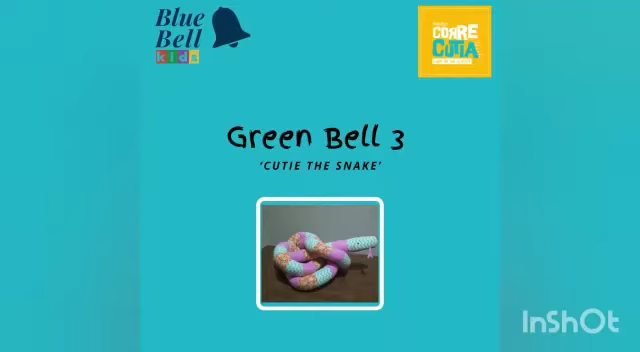 Blue
Bell
kids
CORRE
CUTIA
Green Bell 3
'CUTIE THE SNAKE'
InShOt